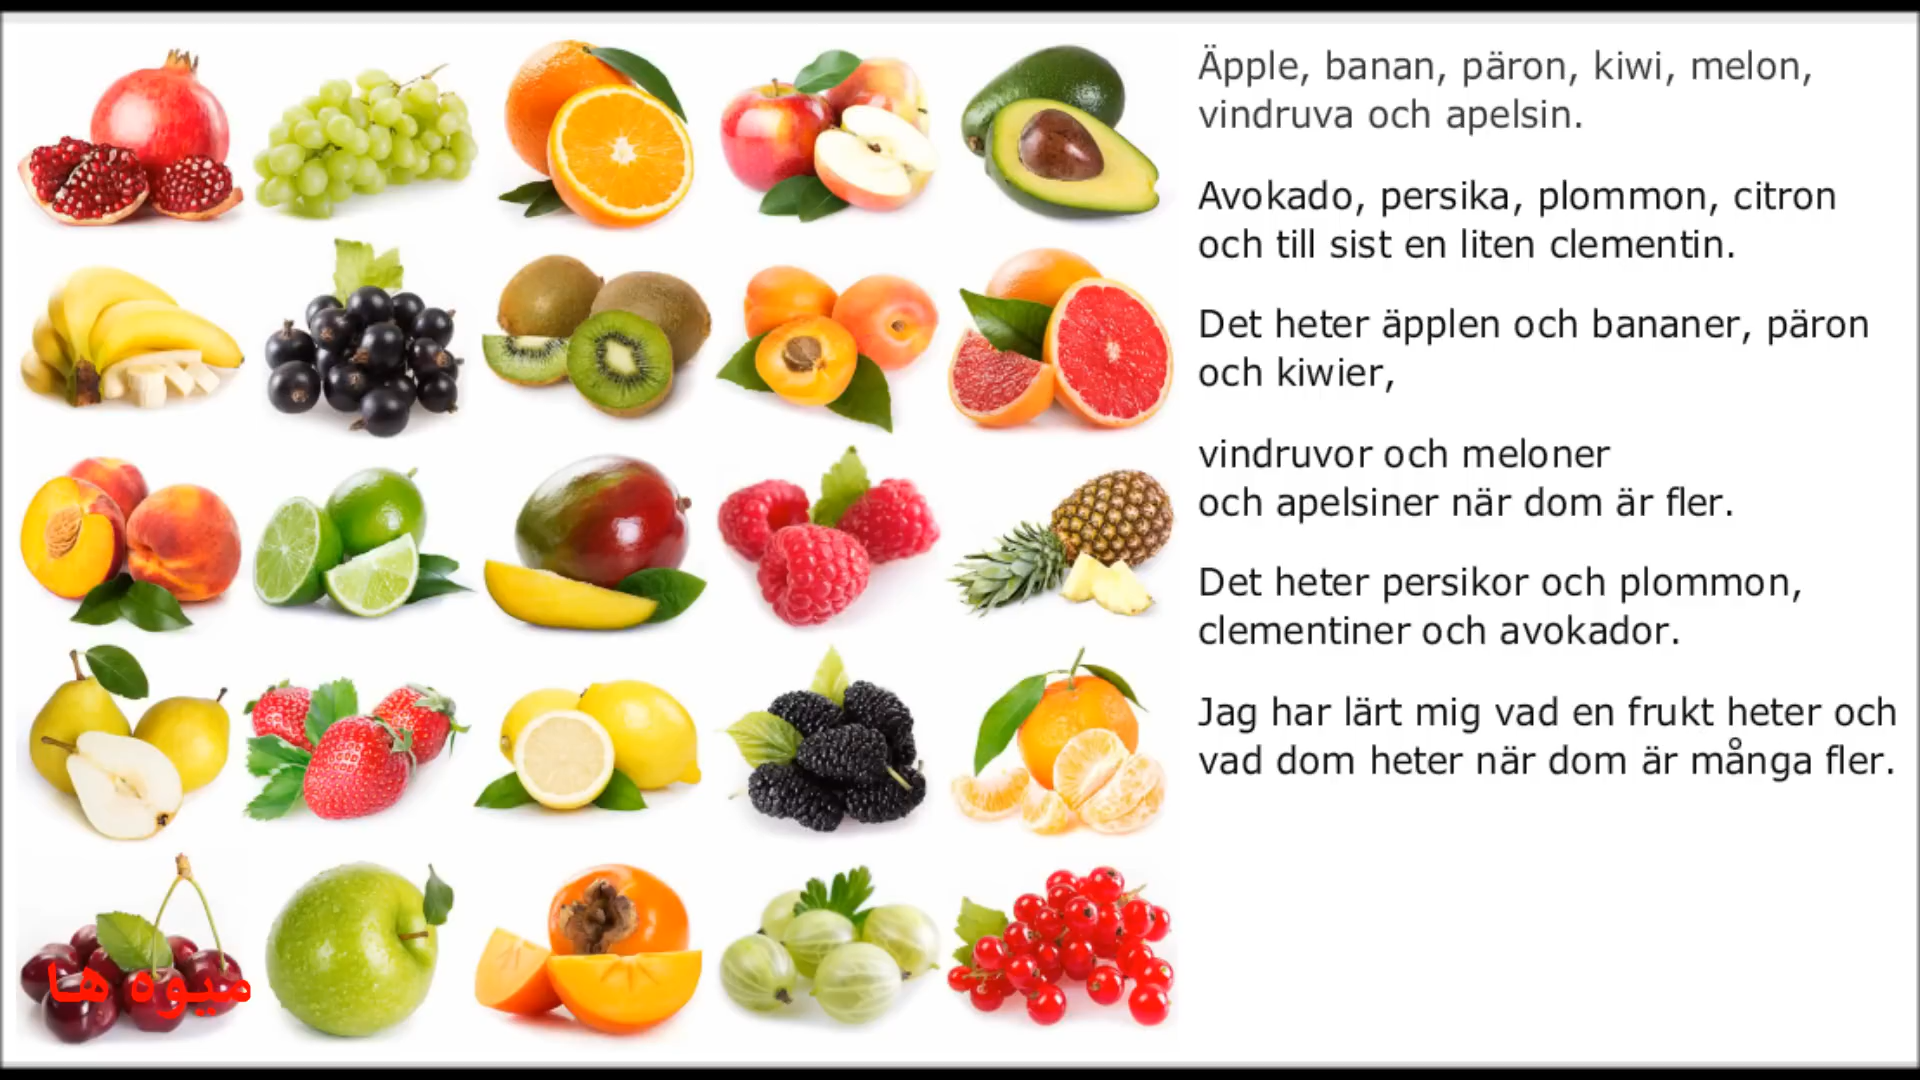 Äpple, banan, päron, kiwi, melon,
vindruva och apelsin.
Avokado, persika, plommon, citron
och till sist en liten clementin.
Det heter äpplen och bananer, päron
och kiwier,
vindruvor och meloner
och apelsiner när dom är fler.
Det heter persikor och plommon,
clementiner och avokador.
Jag har lärt mig vad en frukt heter och
vad dom heter när dom är många fler.
میوه ها